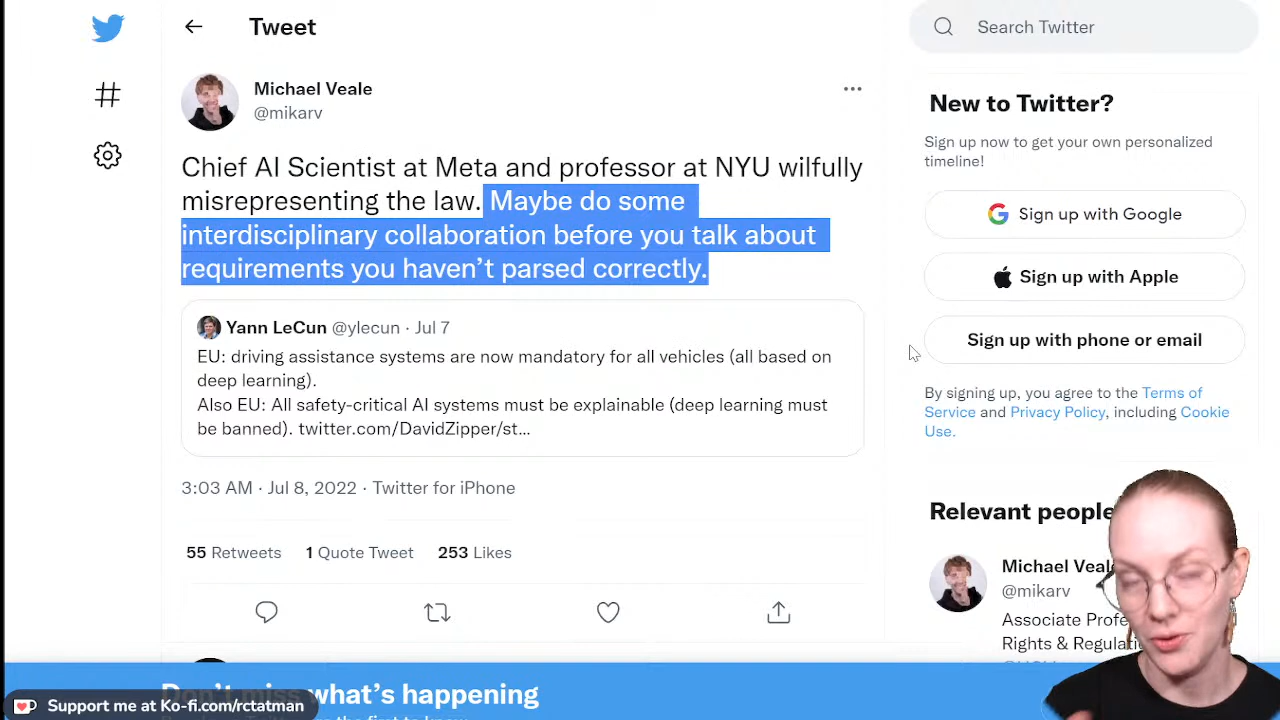 Tweet
Search Twitter
Michael Veale
@mikarv
Chief AI Scientist at Meta and professor at NYU wilfully
misrepresenting the law. Maybe do some
interdisciplinary collaboration before you talk about
requirements you haven't parsed correctly.
Yann LeCun @ylecun · Jul 7
EU: driving assistance systems are now mandatory for all vehicles (all based on
deep learning).
Also EU: All safety-critical AI systems must be explainable (deep learning must
be banned). twitter.com/DavidZipper/st...
3:03 AM · Jul 8, 2022 · Twitter for iPhone
55 Retweets 1 Quote Tweet 253 Likes
New to Twitter?
Sign up now to get your own personalized
timeline!
Sign up with Google
Sign up with Apple
Sign up with phone or email
By signing up, you agree to the Terms of
Service and Privacy Policy, including Cookie
Use.
Relevant people
Michael Veale
@mikarv
Associate
Rights &
Don't miss what's happening
Support me at Ko-fi.com/rctatman